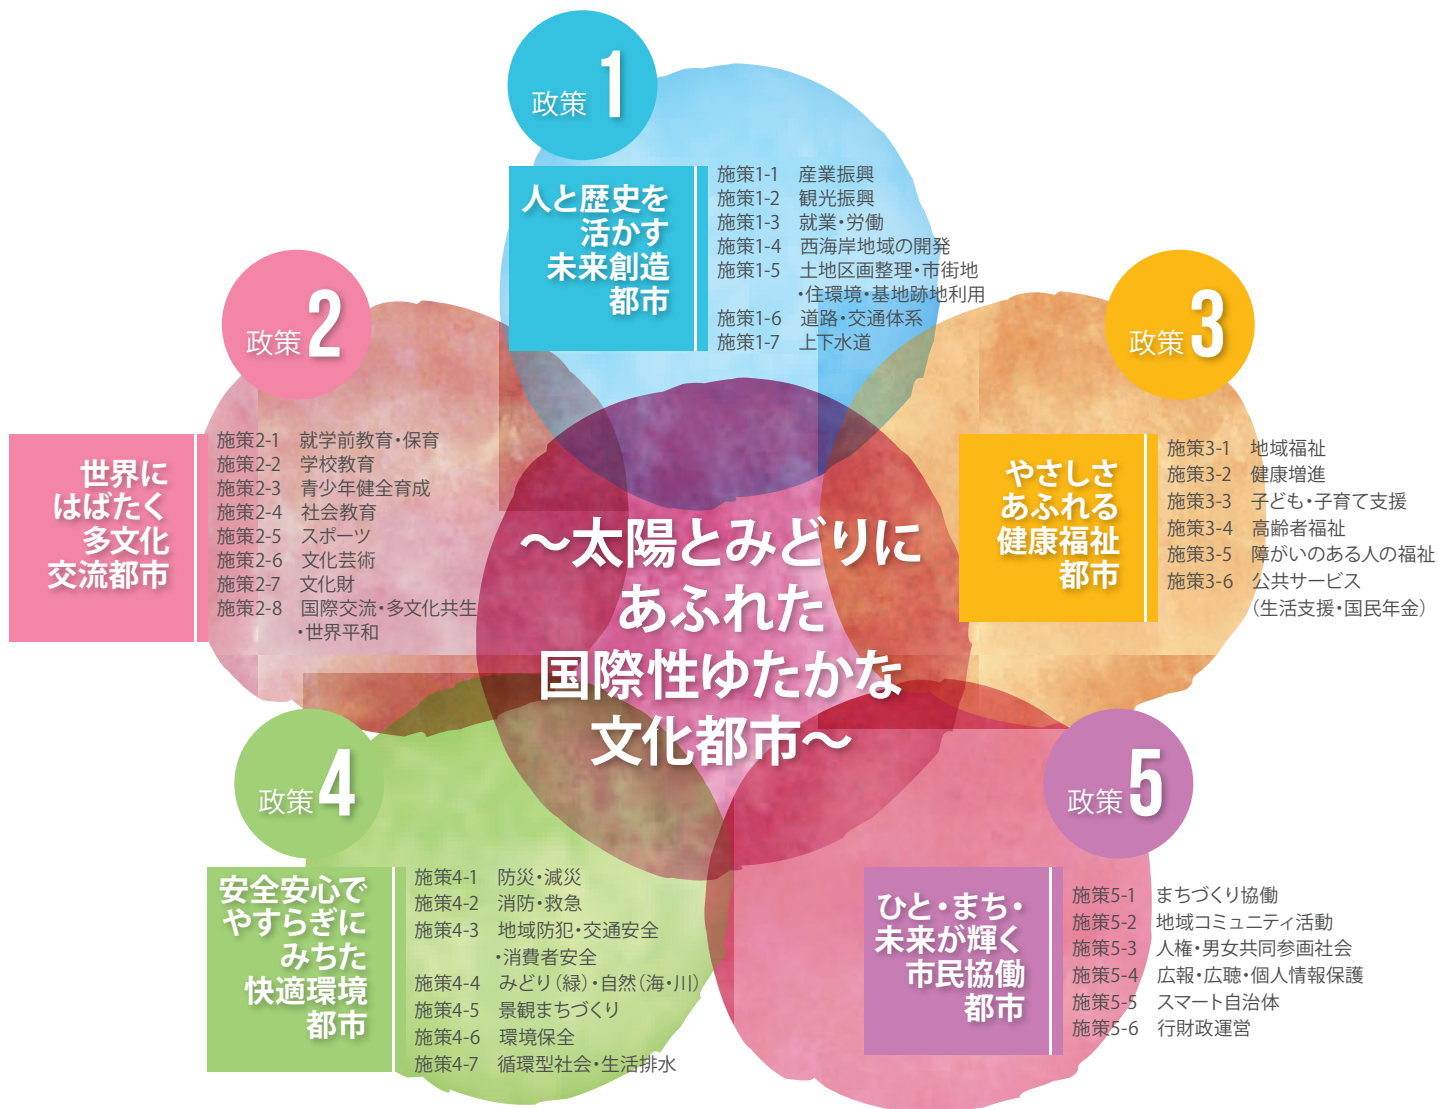 政策 1
人と歴史を
活かす
未来創造
都市
施策1-1 産業振興
施策1-2 観光振興
施策1-3 就業・労働
施策1-4 西海岸地域の開発
施策1-5 土地区画整理・市街地
・住環境・基地跡地利用
施策1-6 道路・交通体系
施策1-7 上下水道
政策 2
世界に
はばたく
多文化
交流都市
施策2-1 就学前教育・保育
施策2-2 学校教育
施策2-3 青少年健全育成
施策2-4 社会教育
施策2-5 スポーツ
施策2-6 文化芸術
施策2-7 文化財
施策2-8 国際交流・多文化共生
・世界平和
政策 3
やさしさ
あふれる
健康福祉
都市
施策3-1 地域福祉
施策3-2 健康増進
施策3-3 子ども・子育て支援
施策3-4 高齢者福祉
施策3-5 障がいのある人の福祉
施策3-6 公共サービス
（生活支援・国民年金）
～太陽とみどりに
あふれた
国際性ゆたかな
文化都市～
政策 4
安全安心で
やすらぎに
みちた
快適環境
都市
施策4-1 防災・減災
施策4-2 消防・救急
施策4-3 地域防犯・交通安全
・消費者安全
施策4-4 みどり（緑）・自然（海・川）
施策4-5 景観まちづくり
施策4-6 環境保全
施策4-7 循環型社会・生活排水
政策 5
ひと・まち・
未来が輝く
市民協働
都市
施策5-1 まちづくり協働
施策5-2 地域コミュニティ活動
施策5-3 人権・男女共同参画社会
施策5-4 広報・広聴・個人情報保護
施策5-5 スマート自治体
施策5-6 行財政運営